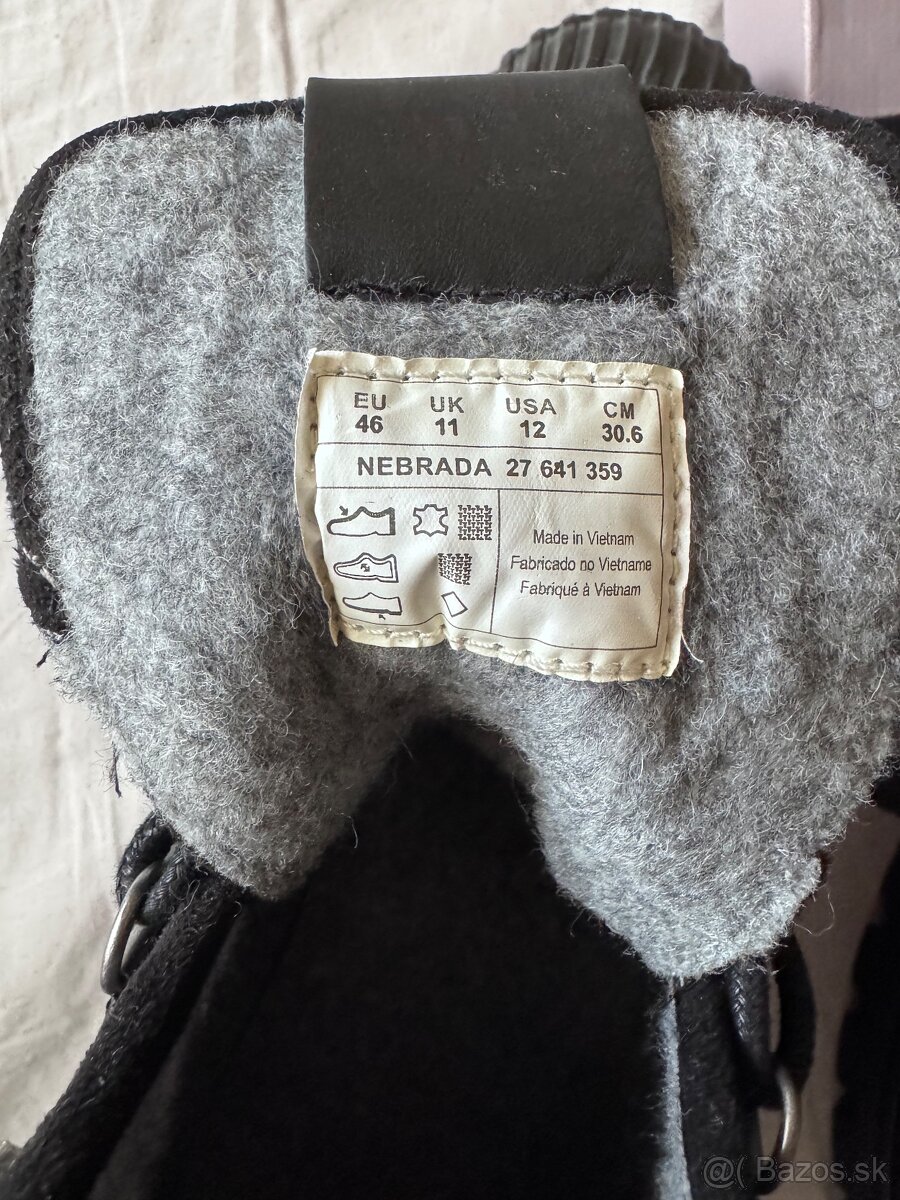 EU UK USA CM
46 11 12 30.6
NEBRADA 27 641 359
Made in Vietnam
Fabricado no Vietname
Fabriqué à Vietnam
@( Bazos.sk